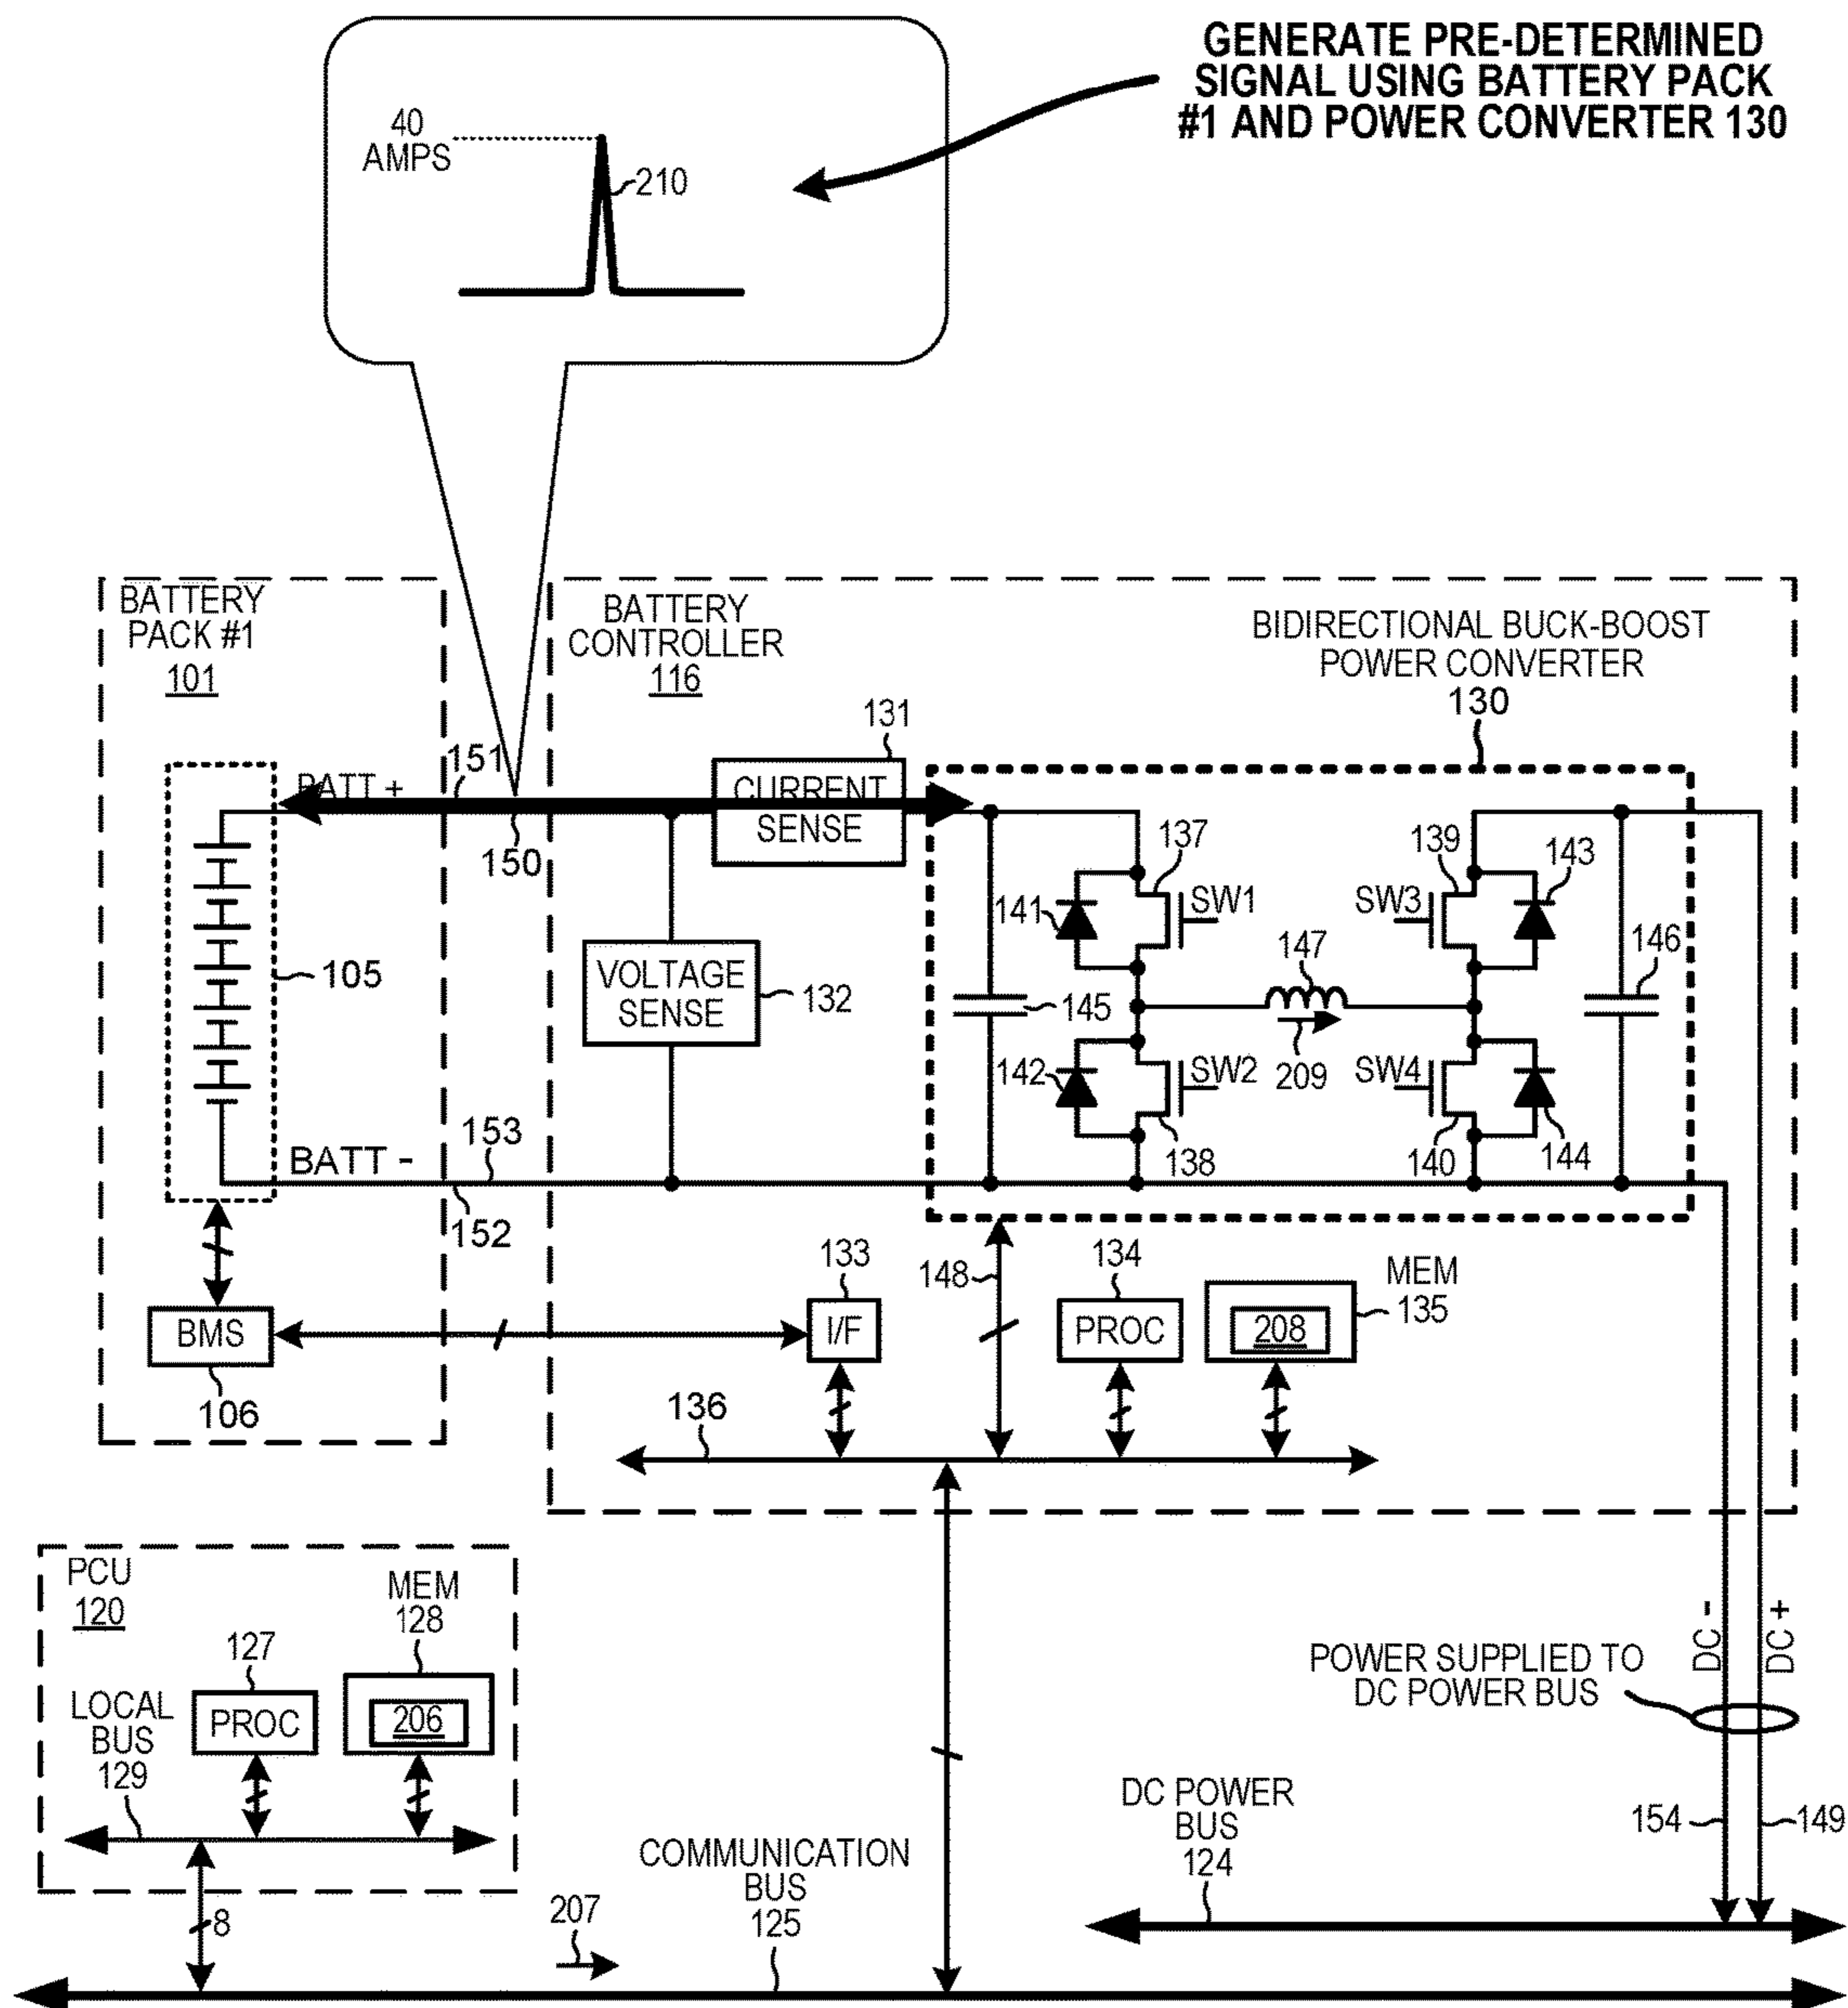 GENERATE PRE-DETERMINED
SIGNAL USING BATTERY PACK
#1 AND POWER CONVERTER 130
40
AMPS
210
BATTERY
PACK #1
101
BATTERY
CONTROLLER
116
BIDIRECTIONAL BUCK-BOOST
POWER CONVERTER
130
131
151
BATT +
CURRENT
SENSE
150
137
139
143
141
SW1
SW3
147
146
105
VOLTAGE
SENSE
132
145
142
SW2
209
SW4
144
138
140
153
BATT -
152
133
134
MEM
135
148
BMS
I/F
PROC
208
106
136
PCU
120
MEM
128
127
LOCAL
BUS
129
PROC
206
DC -
DC +
POWER SUPPLIED TO
DC POWER BUS
DC POWER
BUS
124
154
149
COMMUNICATION
BUS
125
8
207